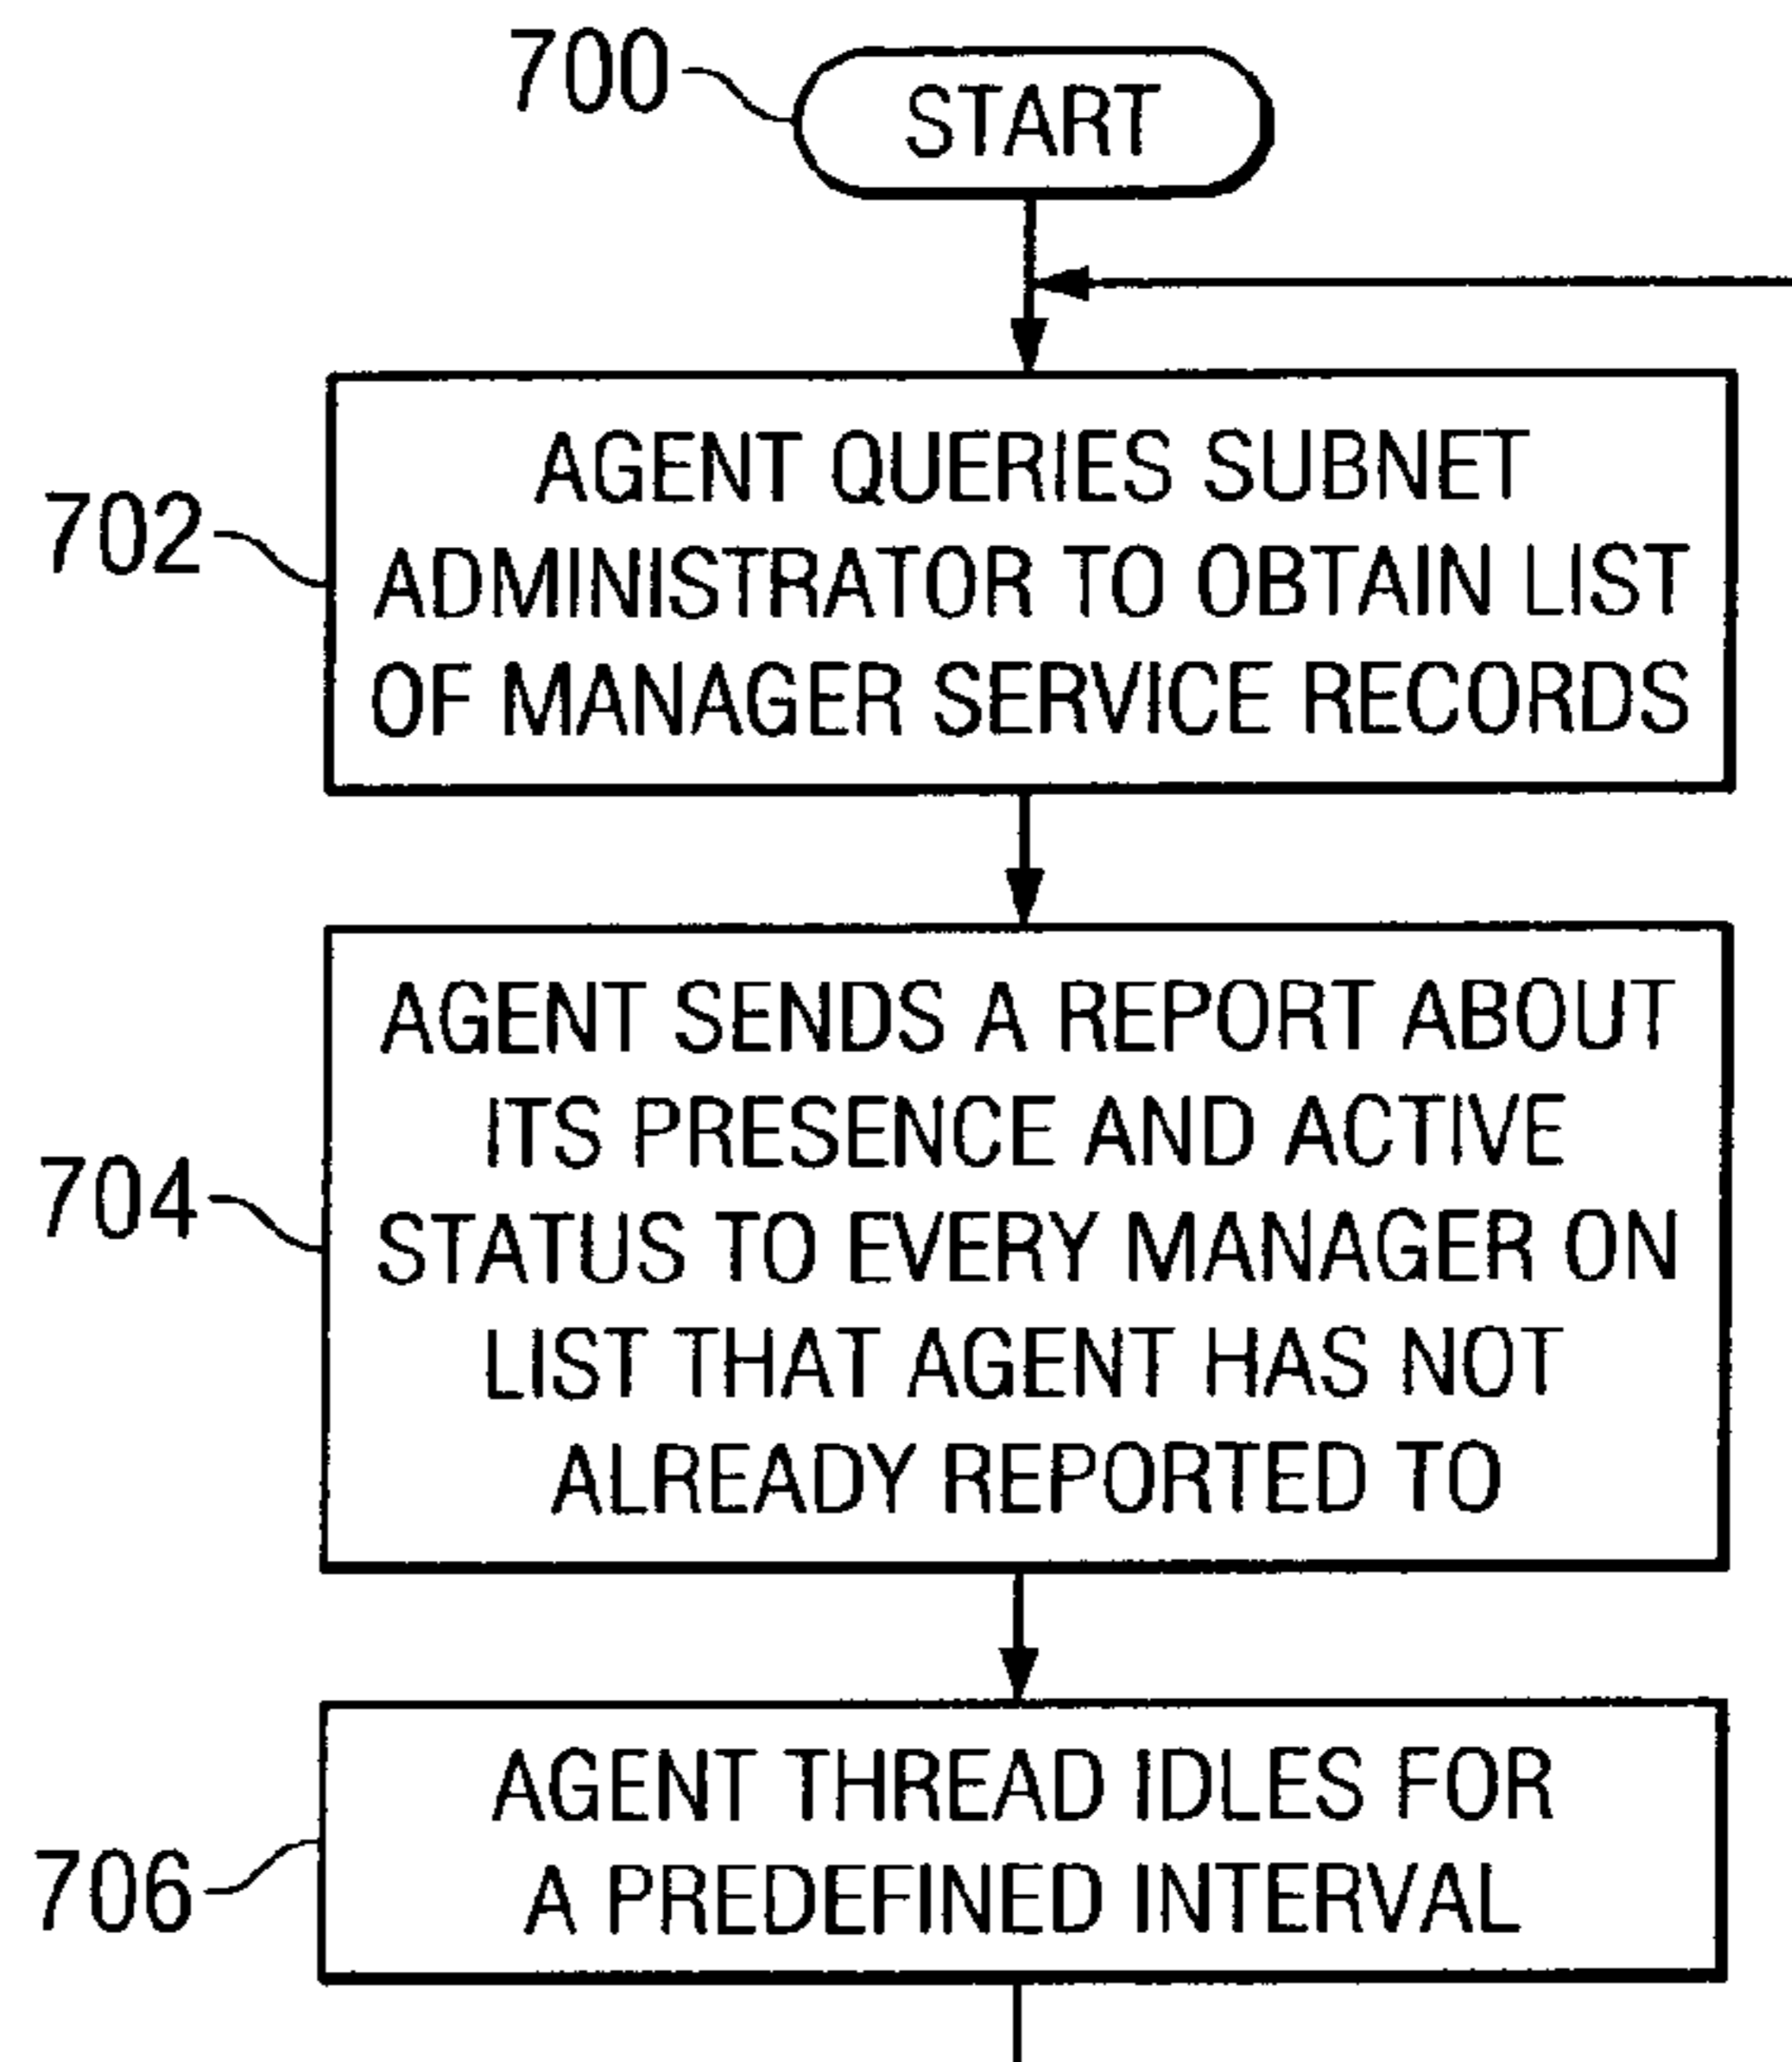 700
START
702
AGENT QUERIES SUBNET
ADMINISTRATOR TO OBTAIN LIST
OF MANAGER SERVICE RECORDS
704
AGENT SENDS A REPORT ABOUT
ITS PRESENCE AND ACTIVE
STATUS TO EVERY MANAGER ON
LIST THAT AGENT HAS NOT
ALREADY REPORTED TO
706
AGENT THREAD IDLES FOR
A PREDEFINED INTERVAL